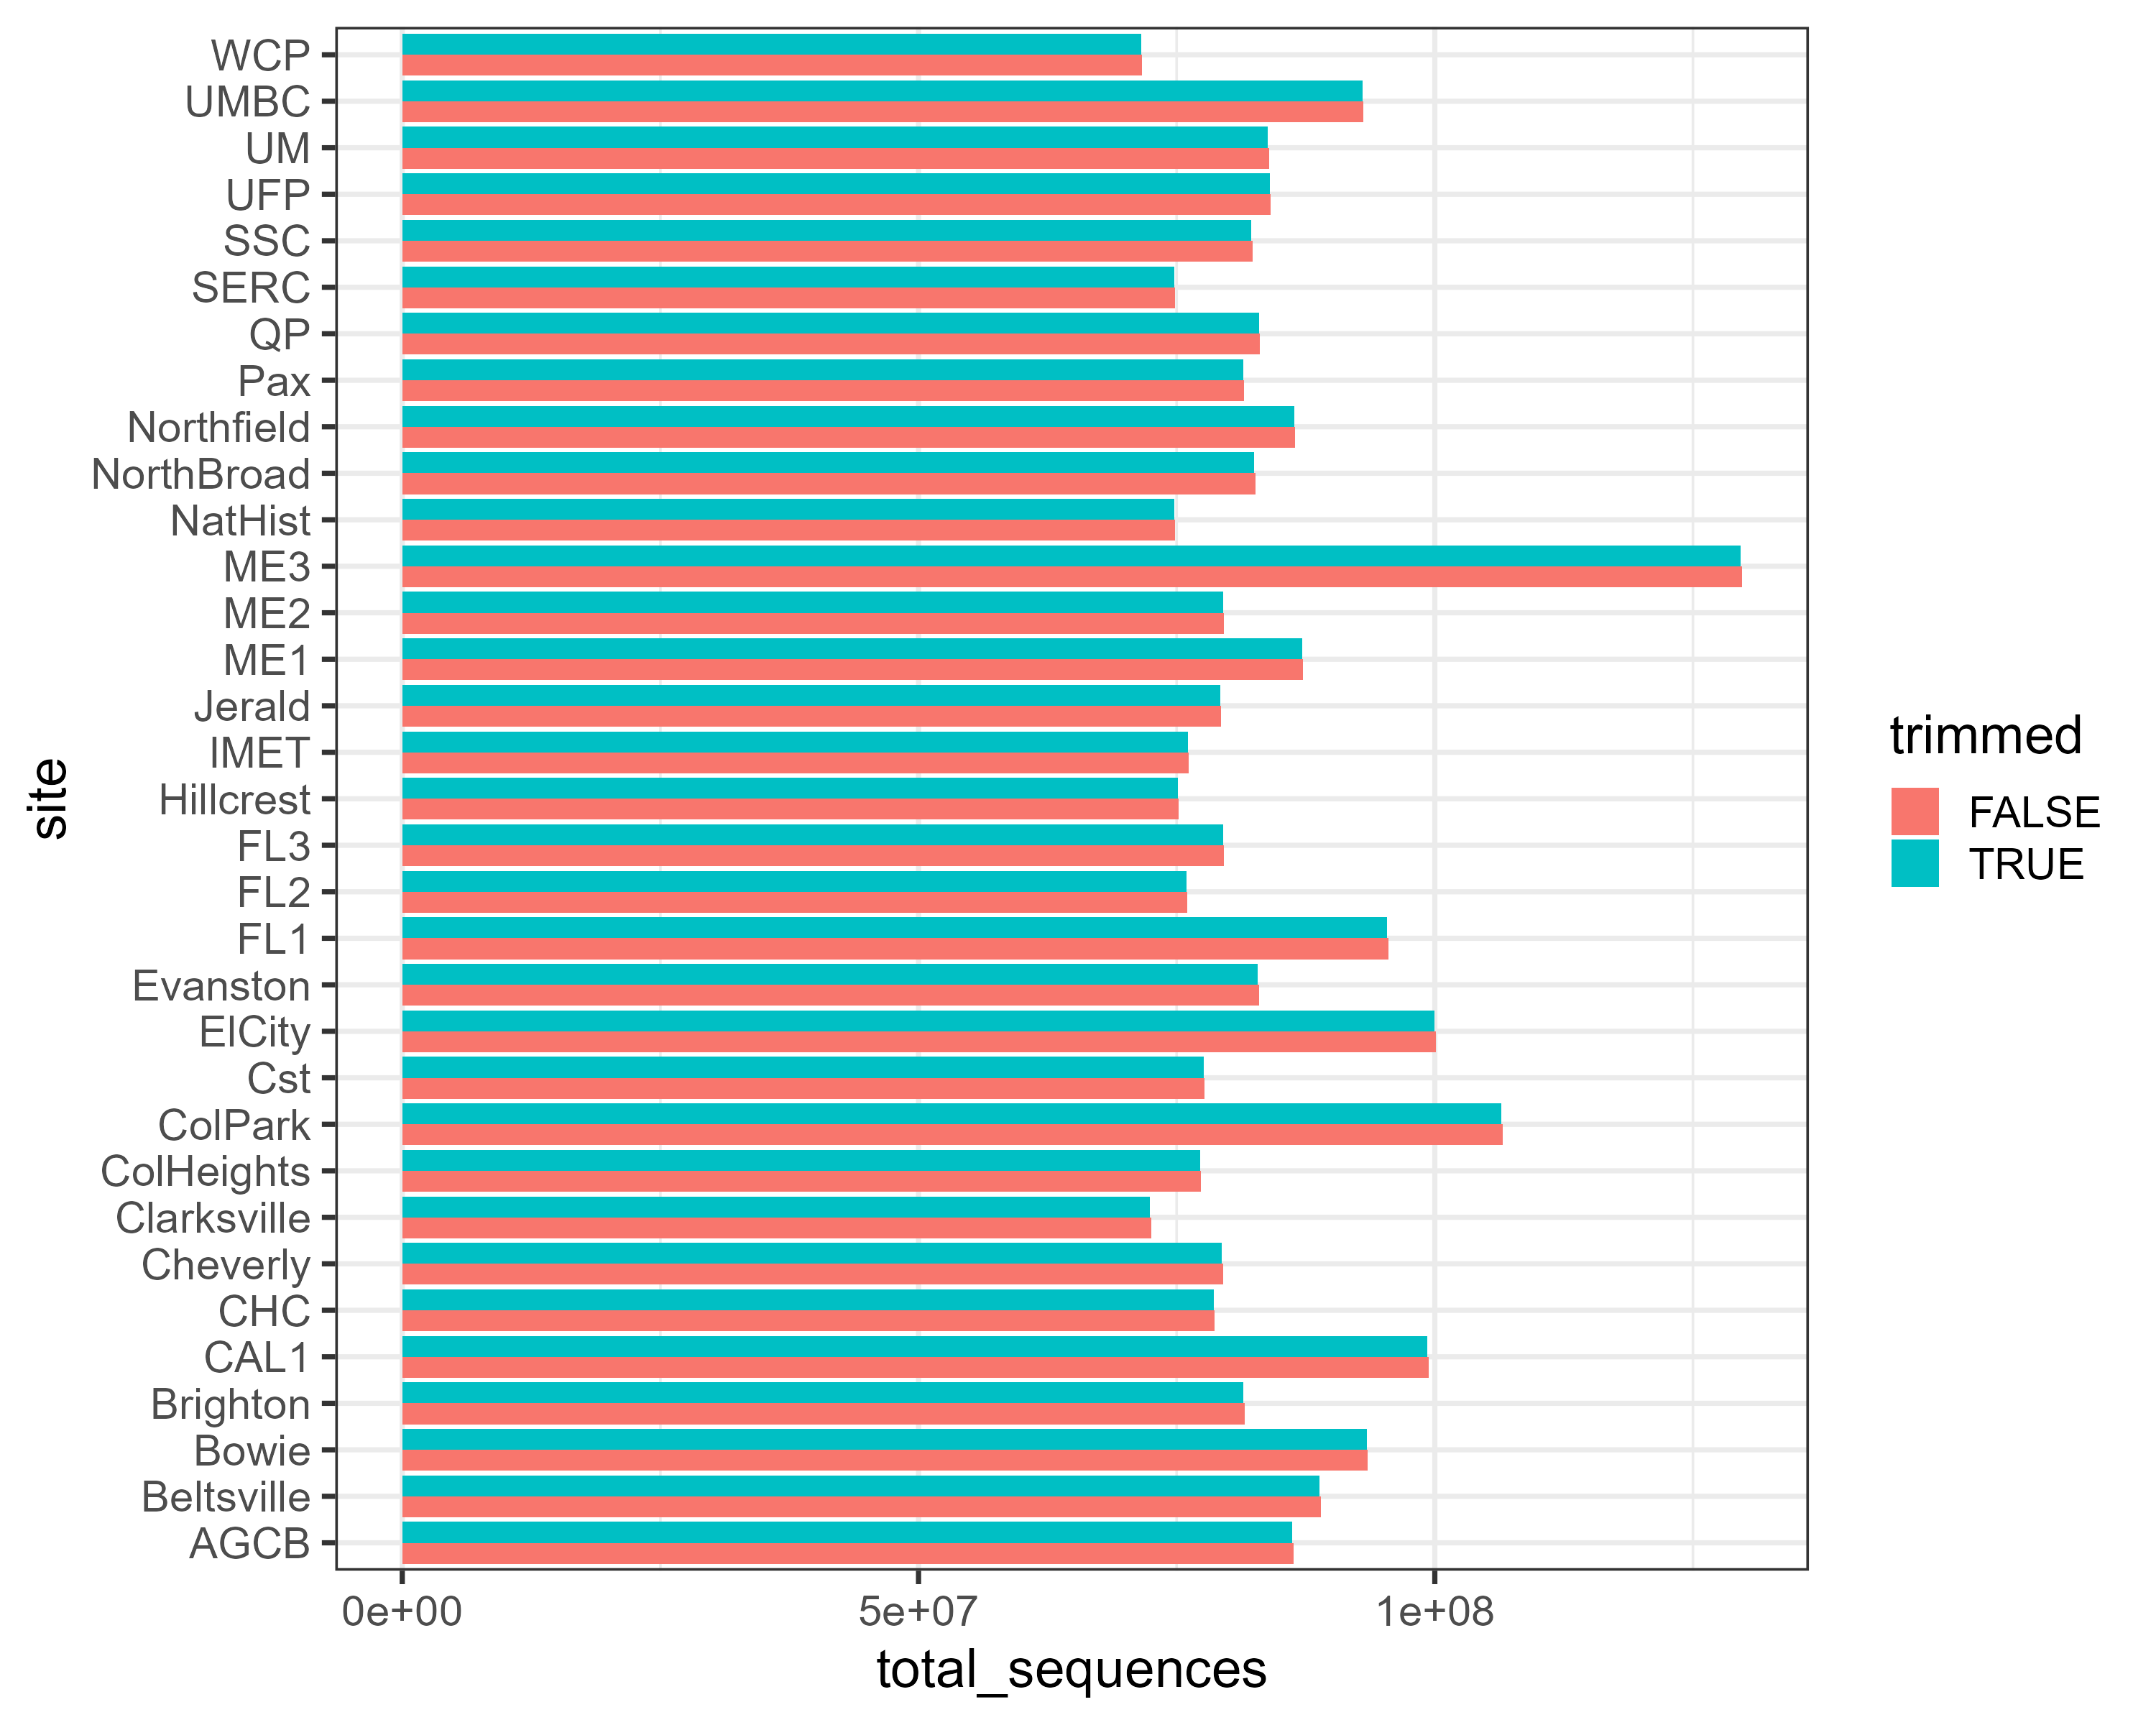 WCP
UMBC
UM
UFP
SSC
SERC
QP
Pax
Northfield
NorthBroad
NatHist
ME3
ME2
ME1
Jerald
IMET
Hillcrest
FL3
FL2
FL1
Evanston
ElCity
Cst
ColPark
ColHeights
Clarksville
Cheverly
CHC
CAL1
Brighton
Bowie
Beltsville
AGCB
site
0e+00 5e+07 1e+08
total_sequences
trimmed
FALSE
TRUE